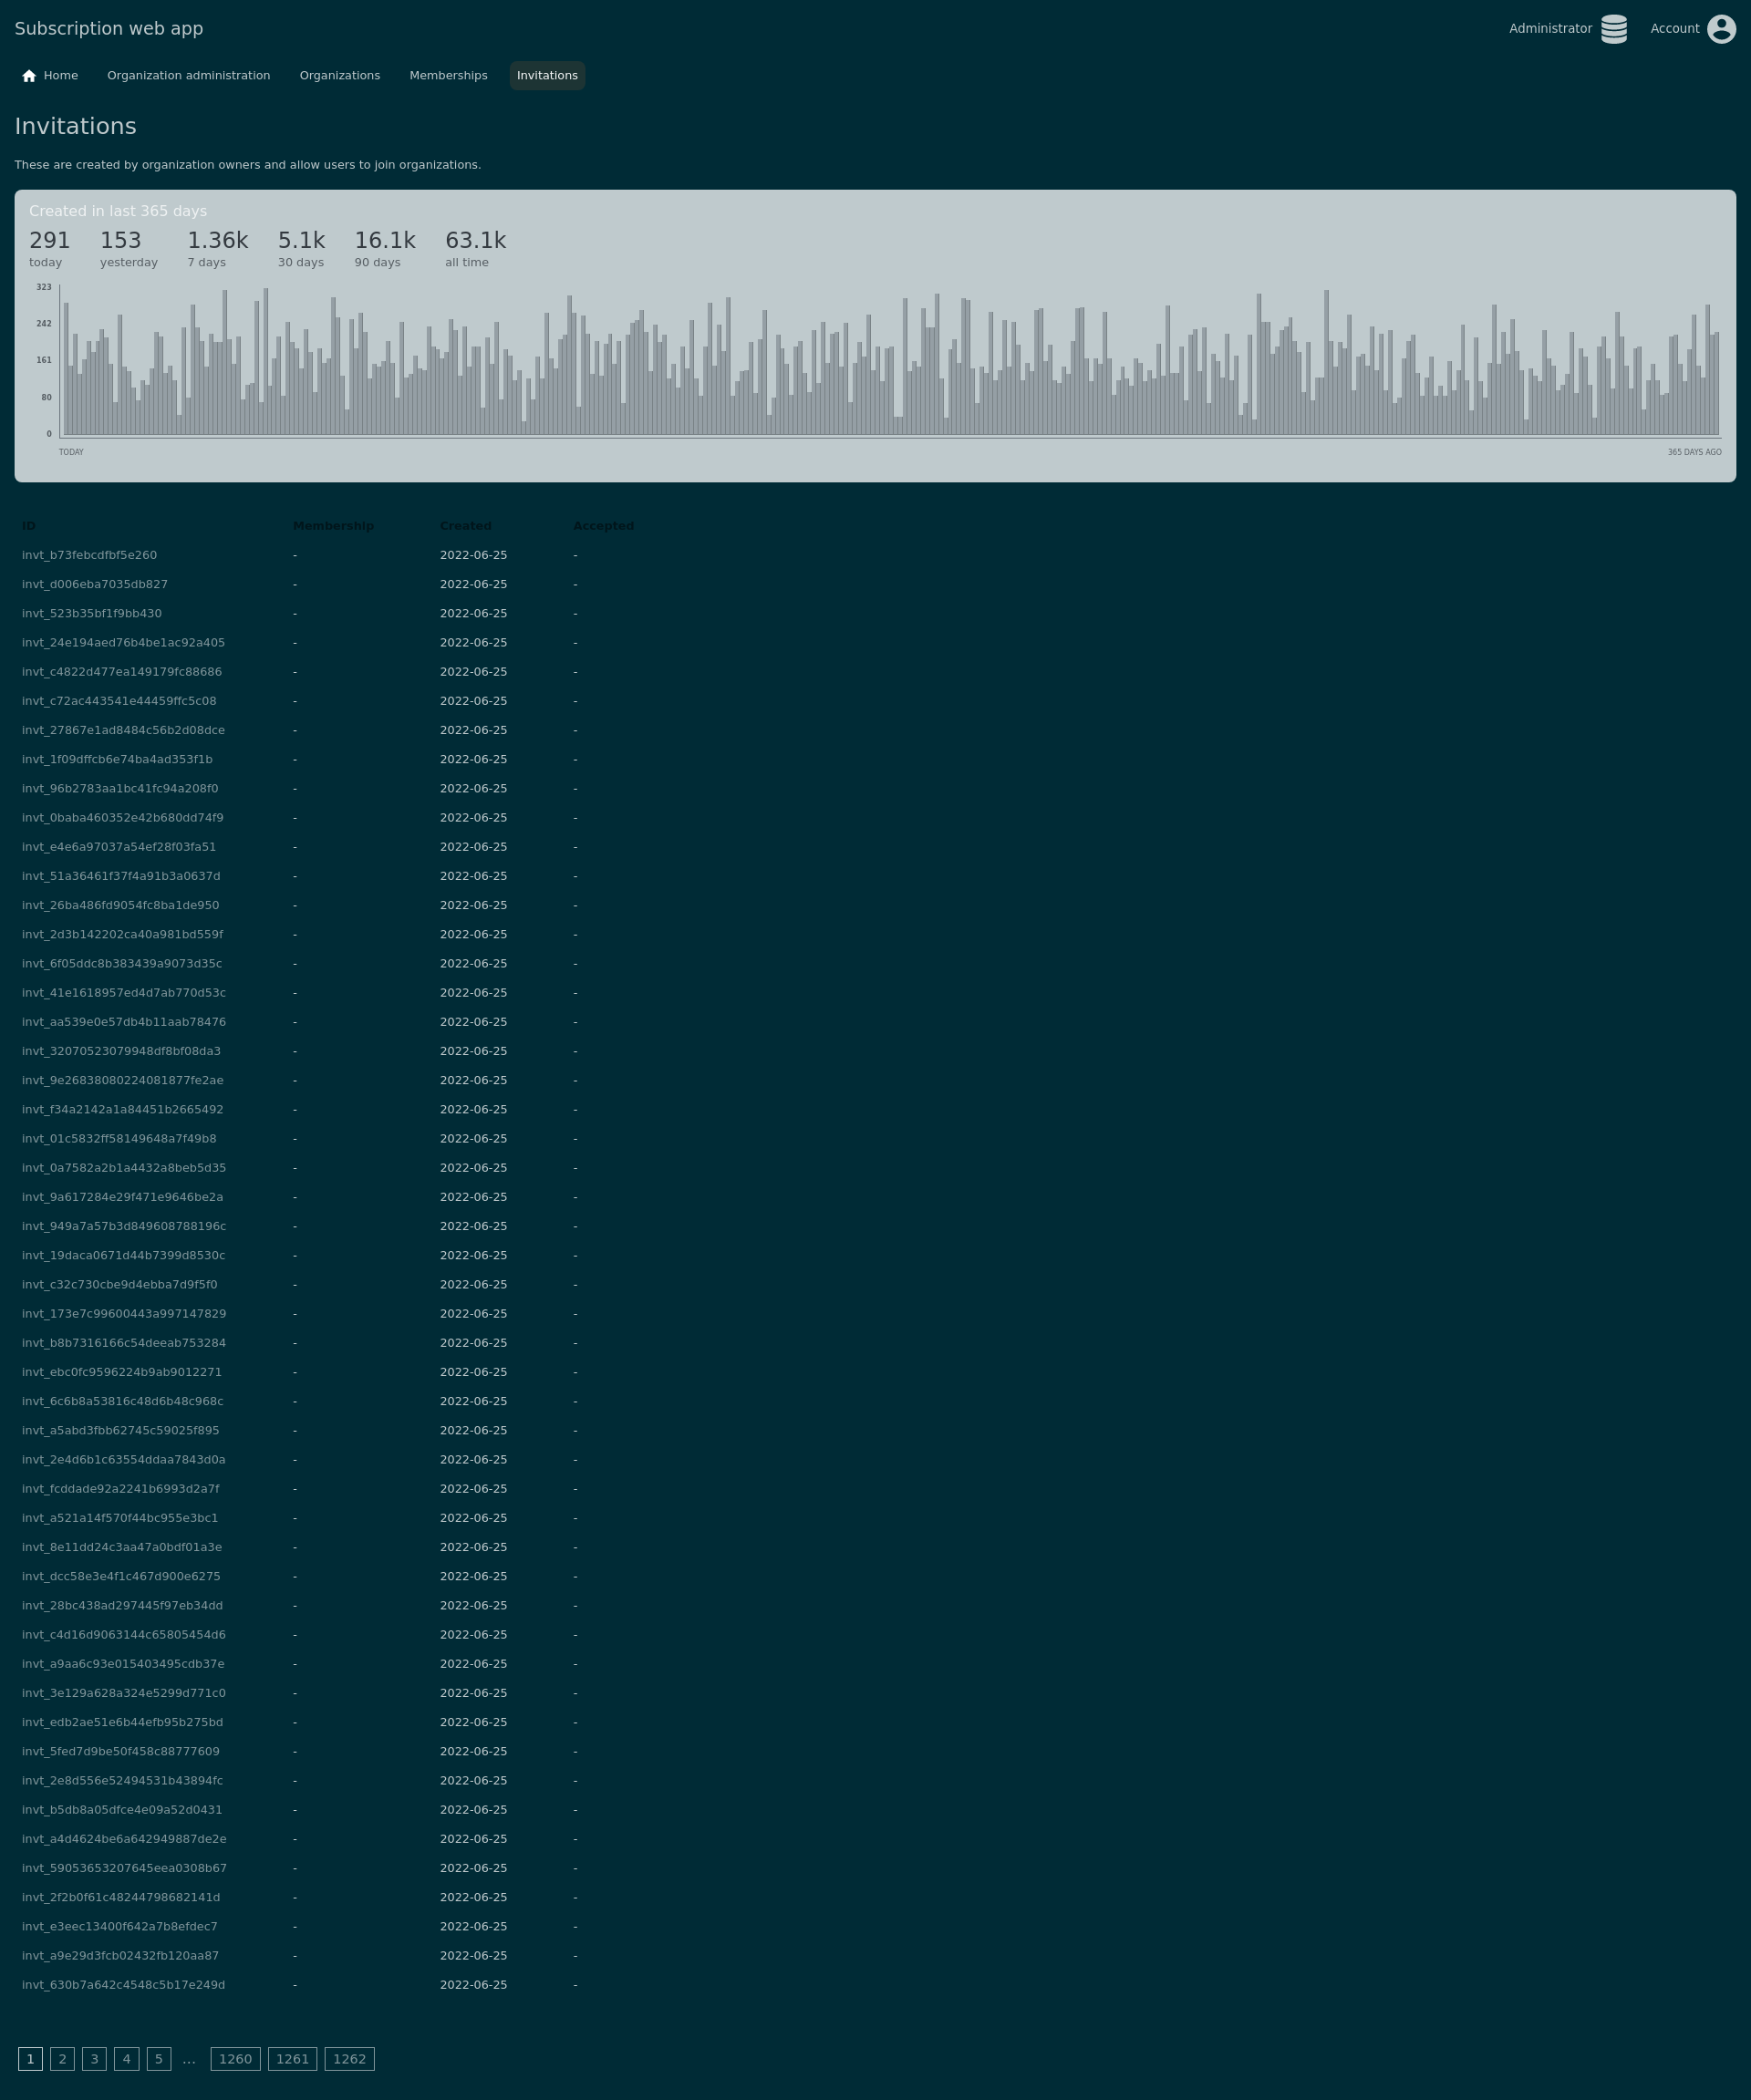 Subscription web app
Administrator Account
Home Organization administration Organizations Memberships Invitations
Invitations
These are created by organization owners and allow users to join organizations.
Created in last 365 days
291 153 1.36k 5.1k 16.1k 63.1k
today yesterday 7 days 30 days 90 days all time
323
242
161
80
0
TODAY 365 DAYS AGO
ID Membership Created Accepted
invt_b73febcdfbf5e260 - 2022-06-25 -
invt_d006eba7035db827 - 2022-06-25 -
invt_523b35bf1f9bb430 - 2022-06-25 -
invt_24e194aed76b4be1ac92a405 - 2022-06-25 -
invt_c4822d477ea149179fc88686 - 2022-06-25 -
invt_c72ac443541e44459ffc5c08 - 2022-06-25 -
invt_27867e1ad8484c56b2d08dce - 2022-06-25 -
invt_1f09dffcb6e74ba4ad353f1b - 2022-06-25 -
invt_96b2783aa1bc41fc94a208f0 - 2022-06-25 -
invt_0baba460352e42b680dd74f9 - 2022-06-25 -
invt_e4e6a97037a54ef28f03fa51 - 2022-06-25 -
invt_51a36461f37f4a91b3a0637d - 2022-06-25 -
invt_26ba486fd9054fc8ba1de950 - 2022-06-25 -
invt_2d3b142202ca40a981bd559f - 2022-06-25 -
invt_6f05ddc8b383439a9073d35c - 2022-06-25 -
invt_41e1618957ed4d7ab770d53c - 2022-06-25 -
invt_aa539e0e57db4b11aab78476 - 2022-06-25 -
invt_32070523079948df8bf08da3 - 2022-06-25 -
invt_9e26838080224081877fe2ae - 2022-06-25 -
invt_f34a2142a1a84451b2665492 - 2022-06-25 -
invt_01c5832ff58149648a7f49b8 - 2022-06-25 -
invt_0a7582a2b1a4432a8beb5d35 - 2022-06-25 -
invt_9a617284e29f471e9646be2a - 2022-06-25 -
invt_949a7a57b3d849608788196c - 2022-06-25 -
invt_19daca0671d44b7399d8530c - 2022-06-25 -
invt_c32c730cbe9d4ebba7d9f5f0 - 2022-06-25 -
invt_173e7c99600443a997147829 - 2022-06-25 -
invt_b8b7316166c54deeab753284 - 2022-06-25 -
invt_ebc0fc9596224b9ab9012271 - 2022-06-25 -
invt_6c6b8a53816c48d6b48c968c - 2022-06-25 -
invt_a5abd3fbb62745c59025f895 - 2022-06-25 -
invt_2e4d6b1c63554ddaa7843d0a - 2022-06-25 -
invt_fcddade92a2241b6993d2a7f - 2022-06-25 -
invt_a521a14f570f44bc955e3bc1 - 2022-06-25 -
invt_8e11dd24c3aa47a0bdf01a3e - 2022-06-25 -
invt_dcc58e3e4f1c467d900e6275 - 2022-06-25 -
invt_28bc438ad297445f97eb34dd - 2022-06-25 -
invt_c4d16d9063144c65805454d6 - 2022-06-25 -
invt_a9aa6c93e015403495cdb37e - 2022-06-25 -
invt_3e129a628a324e5299d771c0 - 2022-06-25 -
invt_edb2ae51e6b44efb95b275bd - 2022-06-25 -
invt_5fed7d9be50f458c88777609 - 2022-06-25 -
invt_2e8d556e52494531b43894fc - 2022-06-25 -
invt_b5db8a05dfce4e09a52d0431 - 2022-06-25 -
invt_a4d4624be6a642949887de2e - 2022-06-25 -
invt_59053653207645eea0308b67 - 2022-06-25 -
invt_2f2b0f61c48244798682141d - 2022-06-25 -
invt_e3eec13400f642a7b8efdec7 - 2022-06-25 -
invt_a9e29d3fcb02432fb120aa87 - 2022-06-25 -
invt_630b7a642c4548c5b17e249d - 2022-06-25 -
1 2 3 4 5 ... 1260 1261 1262